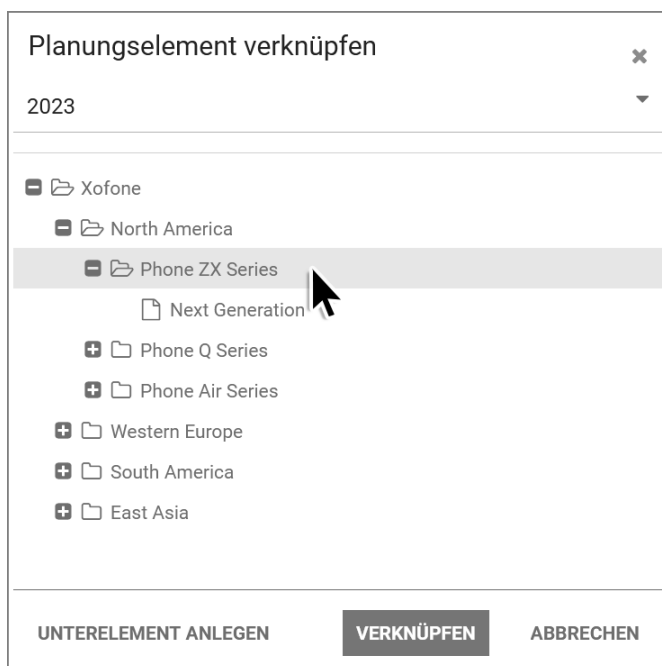 Planungselement verknüpfen
2023
Xofone
North America
Phone ZX Series
Next Generation
Phone Q Series
Phone Air Series
Western Europe
South America
East Asia
UNTERELEMENT ANLEGEN VERKNÜPFEN ABBRECHEN